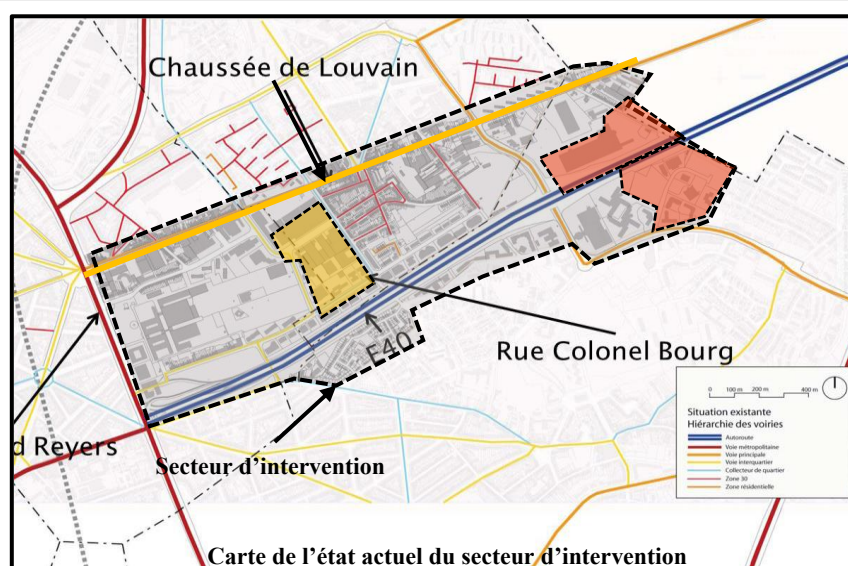 Chaussée de Louvain
E40
Rue Colonel Bourg
d Reyers
Secteur d'intervention
0 100 m 200 m 400 m
Situation existante
Hiérarchie des voiries
Autoroute
Voie métropolitaine
Voie principale
Voie interquartier
Collecteur de quartier
Zone 30
Zone résidentielle
Carte de l'état actuel du secteur d'intervention